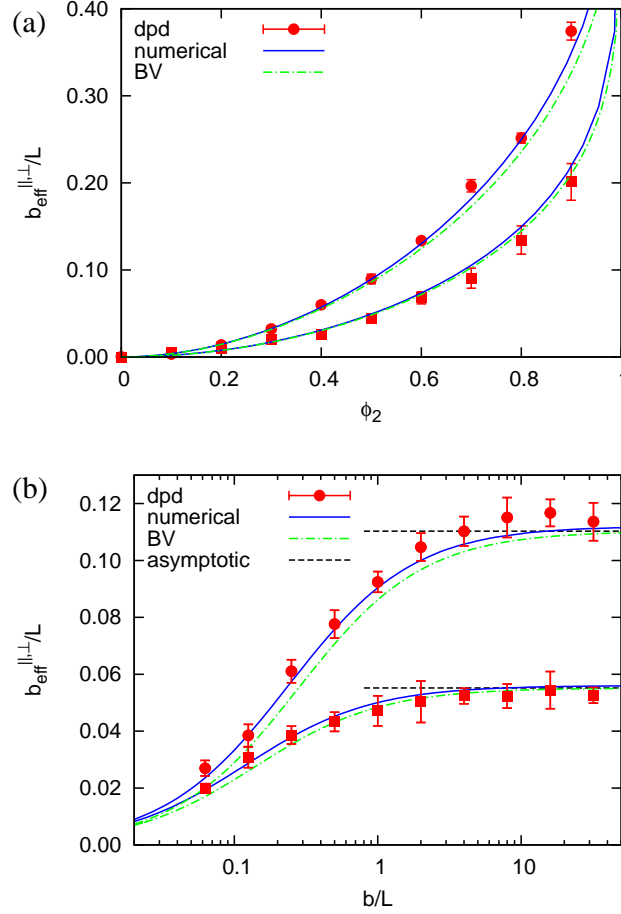 (a)
0.40
0.30
0.20
0.10
0.00
b_eff^{||,⊥}/L
dpd
numerical
BV
0 0.2 0.4 0.6 0.8 1
ϕ₂
(b)
0.12
0.10
0.08
0.06
0.04
0.02
0.00
b_eff^{||,⊥}/L
dpd
numerical
BV
asymptotic
0.1 1 10
b/L